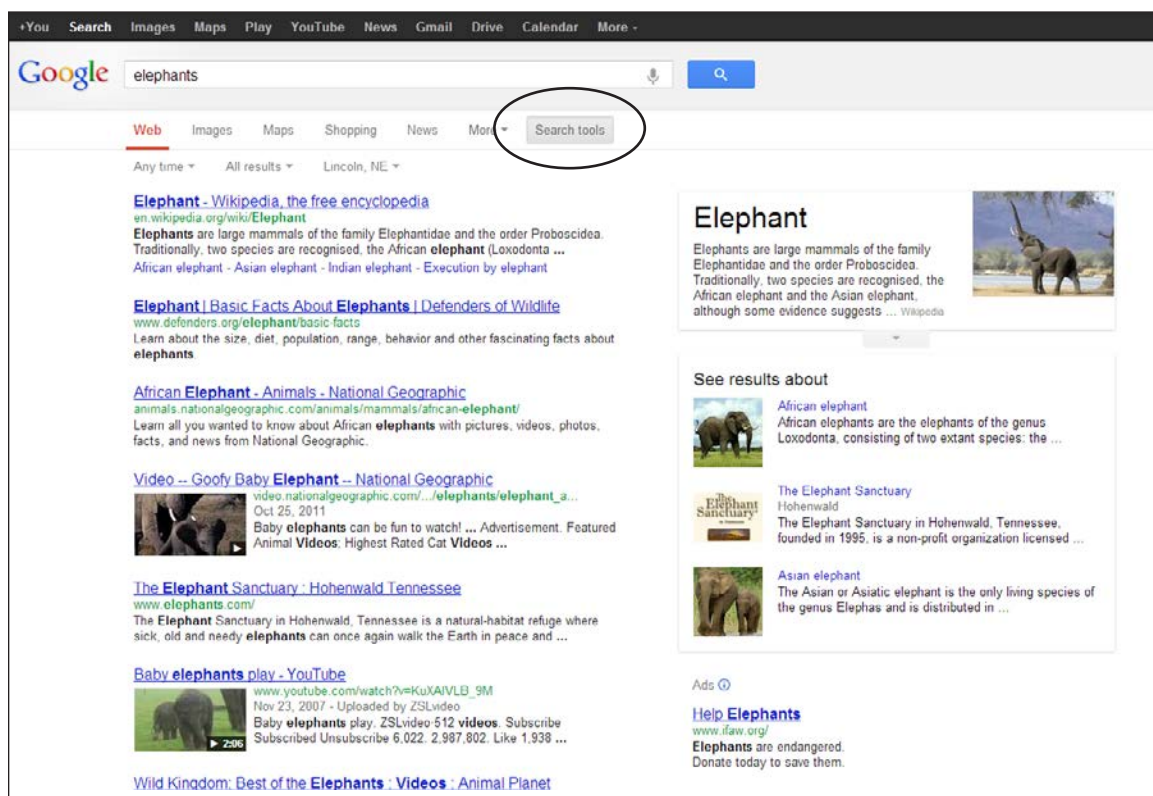 +You Search Images Maps Play YouTube News Gmail Drive Calendar More
Google elephants
Web Images Maps Shopping News More Search tools
Any time All results Lincoln, NE
Elephant - Wikipedia, the free encyclopedia
en.wikipedia.org/wiki/Elephant
Elephants are large mammals of the family Elephantidae and the order Proboscidea.
Traditionally, two species are recognised, the African elephant (Loxodonta ...
African elephant - Asian elephant - Indian elephant - Execution by elephant
Elephant | Basic Facts About Elephants | Defenders of Wildlife
www.defenders.org/elephant/basic-facts
Learn about the size, diet, population, range, behavior and other fascinating facts about
elephants.
African Elephant - Animals - National Geographic
animals.nationalgeographic.com/animals/mammals/african-elephant/
Learn all you wanted to know about African elephants with pictures, videos, photos,
facts, and news from National Geographic.
Video -- Goofy Baby Elephant -- National Geographic
video.nationalgeographic.com/.../elephants/elephant_a...
Oct 25, 2011
Baby elephants can be fun to watch! ... Advertisement. Featured
Animal Videos; Highest Rated Cat Videos ...
The Elephant Sanctuary : Hohenwald Tennessee
www.elephants.com/
The Elephant Sanctuary in Hohenwald, Tennessee is a natural-habitat refuge where
sick, old and needy elephants can once again walk the Earth in peace and ...
Baby elephants play - YouTube
www.youtube.com/watch?v=KuXAIVLB_9M
Nov 23, 2007 - Uploaded by ZSLvideo
Baby elephants play. ZSLvideo·512 videos. Subscribe
Subscribed Unsubscribe 6,022. 2,987,802. Like 1,938 ...
2:06
Wild Kingdom: Best of the Elephants : Videos : Animal Planet
Elephant
Elephants are large mammals of the family
Elephantidae and the order Proboscidea.
Traditionally, two species are recognised, the
African elephant and the Asian elephant,
although some evidence suggests ... Wikipedia
See results about
African elephant
African elephants are the elephants of the genus
Loxodonta, consisting of two extant species: the ...
The Elephant Sanctuary
The Elephant Sanctuary
Hohenwald
The Elephant Sanctuary in Hohenwald, Tennessee,
founded in 1995, is a non-profit organization licensed ...
Asian elephant
The Asian or Asiatic elephant is the only living species of
the genus Elephas and is distributed in ...
Ads
Help Elephants
www.ifaw.org/
Elephants are endangered.
Donate today to save them.